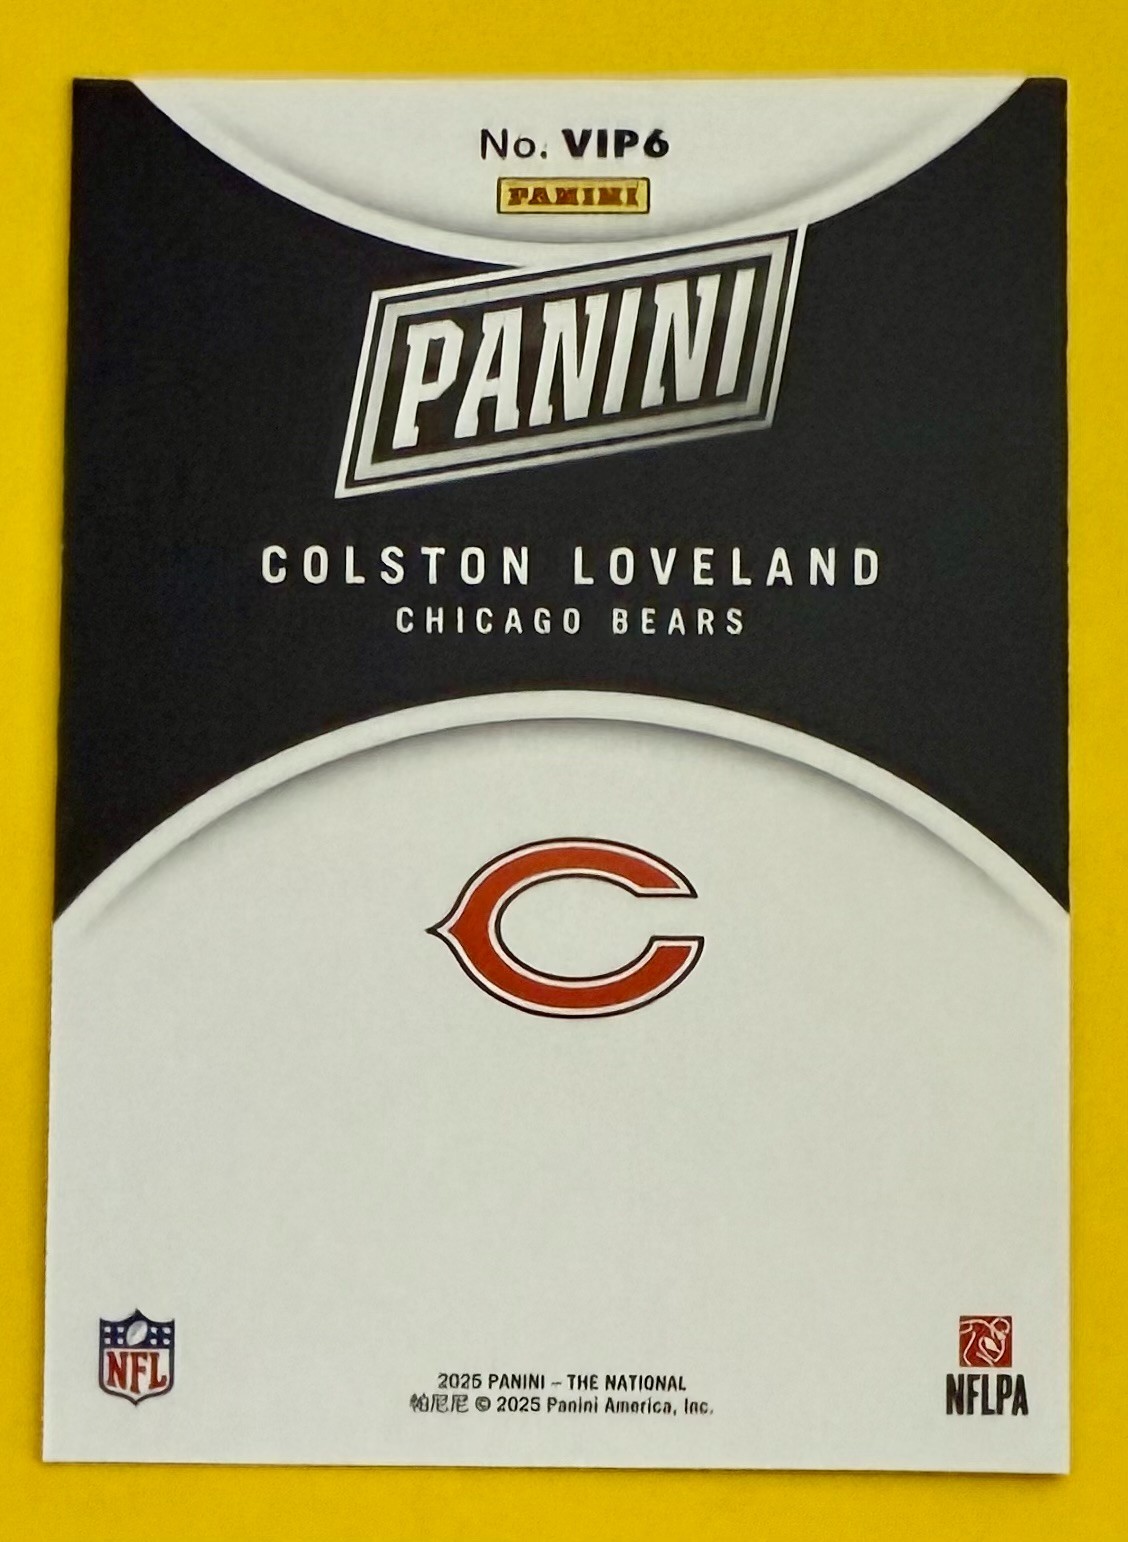 No. VIP6
PANINI
PANINI
COLSTON LOVELAND
CHICAGO BEARS
NFL
NFLPA
2025 PANINI – THE NATIONAL
帕尼尼 © 2025 Panini America, Inc.